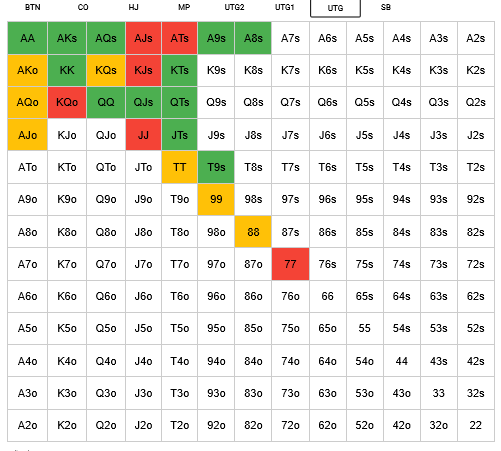 BTN CO HJ MP UTG2 UTG1 UTG SB
AA AKs AQs AJs ATs A9s A8s A7s A6s A5s A4s A3s A2s
AKo KK KQs KJs KTs K9s K8s K7s K6s K5s K4s K3s K2s
AQo KQo QQ QJs QTs Q9s Q8s Q7s Q6s Q5s Q4s Q3s Q2s
AJo KJo QJo JJ JTs J9s J8s J7s J6s J5s J4s J3s J2s
ATo KTo QTo JTo TT T9s T8s T7s T6s T5s T4s T3s T2s
A9o K9o Q9o J9o T9o 99 98s 97s 96s 95s 94s 93s 92s
A8o K8o Q8o J8o T8o 98o 88 87s 86s 85s 84s 83s 82s
A7o K7o Q7o J7o T7o 97o 87o 77 76s 75s 74s 73s 72s
A6o K6o Q6o J6o T6o 96o 86o 76o 66 65s 64s 63s 62s
A5o K5o Q5o J5o T5o 95o 85o 75o 65o 55 54s 53s 52s
A4o K4o Q4o J4o T4o 94o 84o 74o 64o 54o 44 43s 42s
A3o K3o Q3o J3o T3o 93o 83o 73o 63o 53o 43o 33 32s
A2o K2o Q2o J2o T2o 92o 82o 72o 62o 52o 42o 32o 22